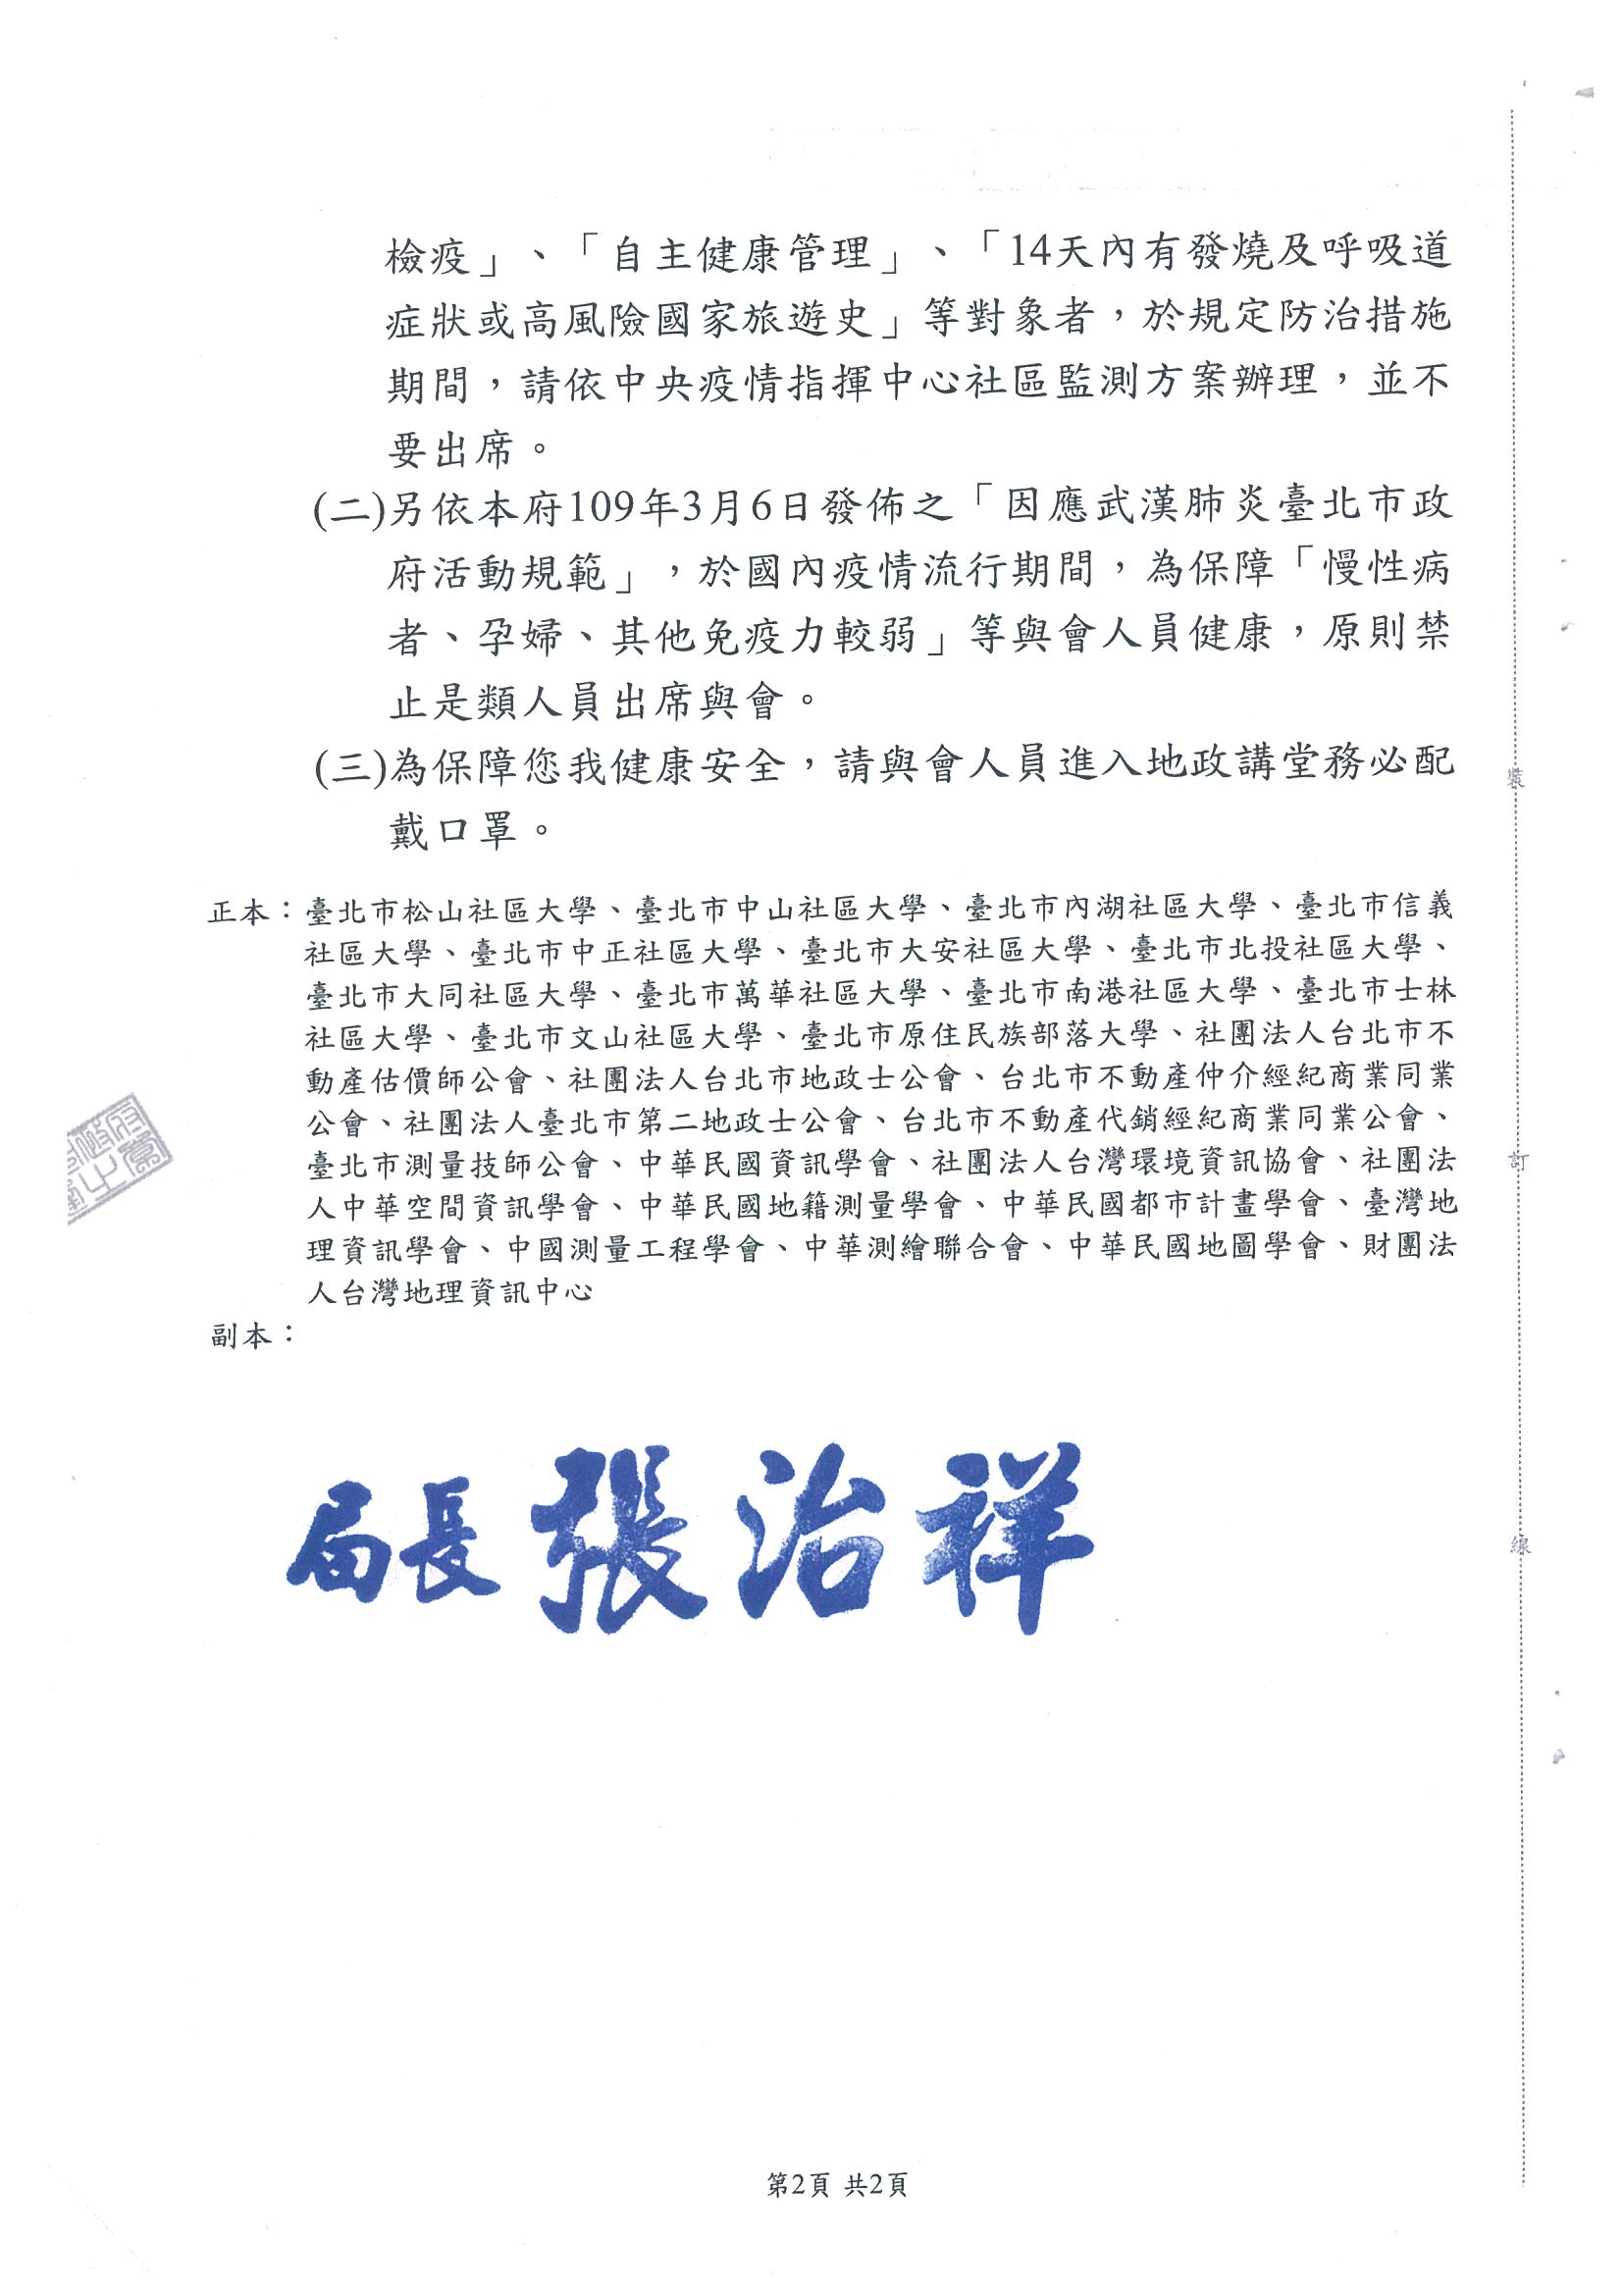 檢疫」、「自主健康管理」、「14天內有發燒及呼吸道
症狀或高風險國家旅遊史」等對象者，於規定防治措施
期間，請依中央疫情指揮中心社區監測方案辦理，並不
要出席。
(二)另依本府109年3月6日發佈之「因應武漢肺炎臺北市政
府活動規範」，於國內疫情流行期間，為保障「慢性病
者、孕婦、其他免疫力較弱」等與會人員健康，原則禁
止是類人員出席與會。
(三)為保障您我健康安全，請與會人員進入地政講堂務必配
戴口罩。
正本：臺北市松山社區大學、臺北市中山社區大學、臺北市內湖社區大學、臺北市信義
社區大學、臺北市中正社區大學、臺北市大安社區大學、臺北市北投社區大學、
臺北市大同社區大學、臺北市萬華社區大學、臺北市南港社區大學、臺北市士林
社區大學、臺北市文山社區大學、臺北市原住民族部落大學、社團法人台北市不
動產估價師公會、社團法人台北市地政士公會、台北市不動產仲介經紀商業同業
公會、社團法人臺北市第二地政士公會、台北市不動產代銷經紀商業同業公會、
臺北市測量技師公會、中華民國資訊學會、社團法人台灣環境資訊協會、社團法
人中華空間資訊學會、中華民國地籍測量學會、中華民國都市計畫學會、臺灣地
理資訊學會、中國測量工程學會、中華測繪聯合會、中華民國地圖學會、財團法
人台灣地理資訊中心
副本：
局長張治祥
裝
訂
線
第2頁 共2頁